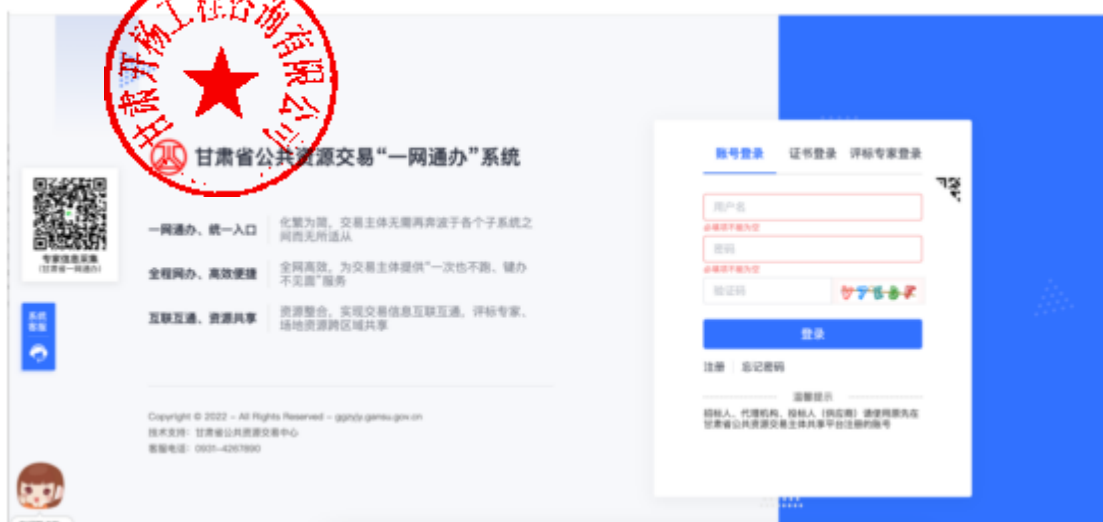 甘肃开杨工程咨询有限公司
甘肃省公共资源交易“一网通办”系统
专家信息采集
(甘肃省一网通办)
一网通办、统一入口
化繁为简，交易主体无需再奔波于各个子系统之
间而无所适从
全程网办、高效便捷
全网高效，为交易主体提供“一次也不跑、键办
不见面”服务
互联互通、资源共享
资源整合，实现交易信息互联互通，评标专家、
场地资源跨区域共享
系统
客服
Copyright © 2022 - All Rights Reserved - ggzyjy.gansu.gov.cn
技术支持：甘肃省公共资源交易中心
客服电话：0931-4267890
账号登录 证书登录 评标专家登录
用户名
必填项不能为空
密码
必填项不能为空
验证码
登录
注册 忘记密码
温馨提示
招标人、代理机构、投标人（供应商）请使用原先在
甘肃省公共资源交易主体共享平台注册的账号